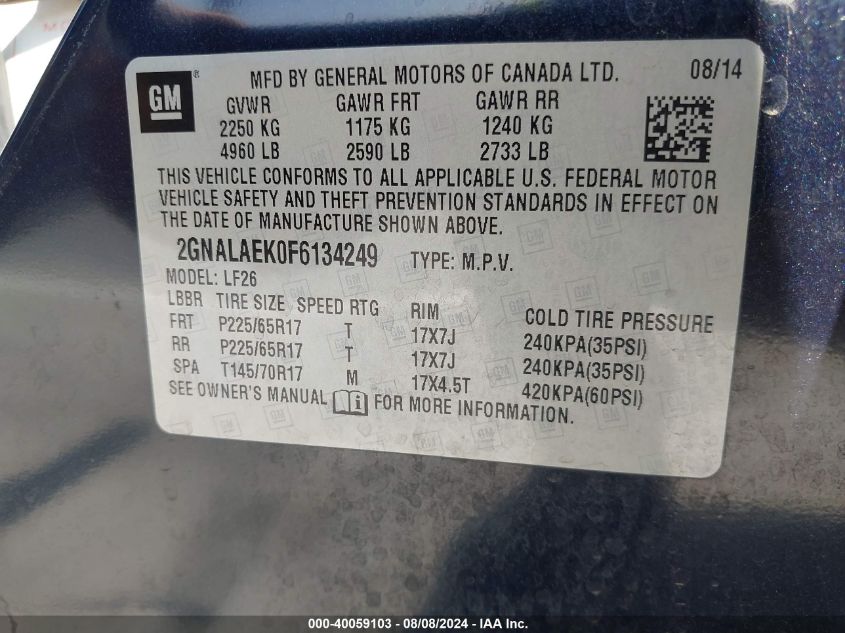 GM ® MFD BY GENERAL MOTORS OF CANADA LTD. 08/14
GVWR GAWR FRT GAWR RR
2250 KG 1175 KG 1240 KG
4960 LB 2590 LB 2733 LB
THIS VEHICLE CONFORMS TO ALL APPLICABLE U.S. FEDERAL MOTOR
VEHICLE SAFETY AND THEFT PREVENTION STANDARDS IN EFFECT ON
THE DATE OF MANUFACTURE SHOWN ABOVE.
2GNALAEK0F6134249 TYPE: M.P.V.
MODEL: LF26
LBBR TIRE SIZE SPEED RTG RIM COLD TIRE PRESSURE
FRT P225/65R17 T 17X7J 240KPA(35PSI)
RR P225/65R17 T 17X7J 240KPA(35PSI)
SPA T145/70R17 M 17X4.5T 420KPA(60PSI)
SEE OWNER'S MANUAL i FOR MORE INFORMATION.
000-40059103 - 08/08/2024 - Copyright © 2024 IAA, Inc.